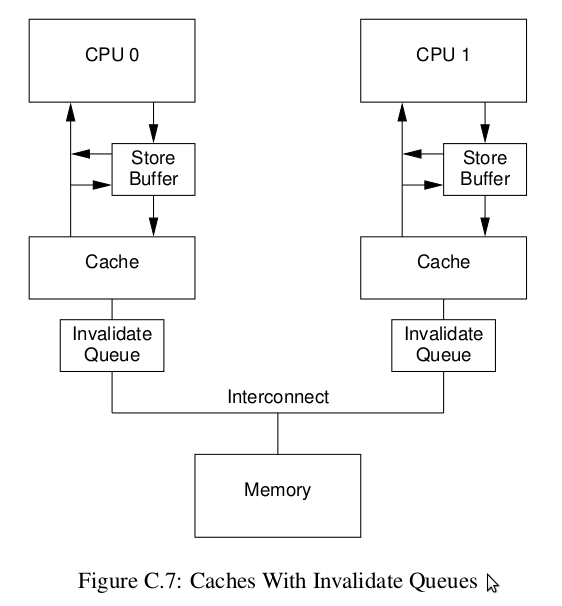 CPU 0
CPU 1
Store
Buffer
Store
Buffer
Cache
Cache
Invalidate
Queue
Invalidate
Queue
Interconnect
Memory
Figure C.7: Caches With Invalidate Queues